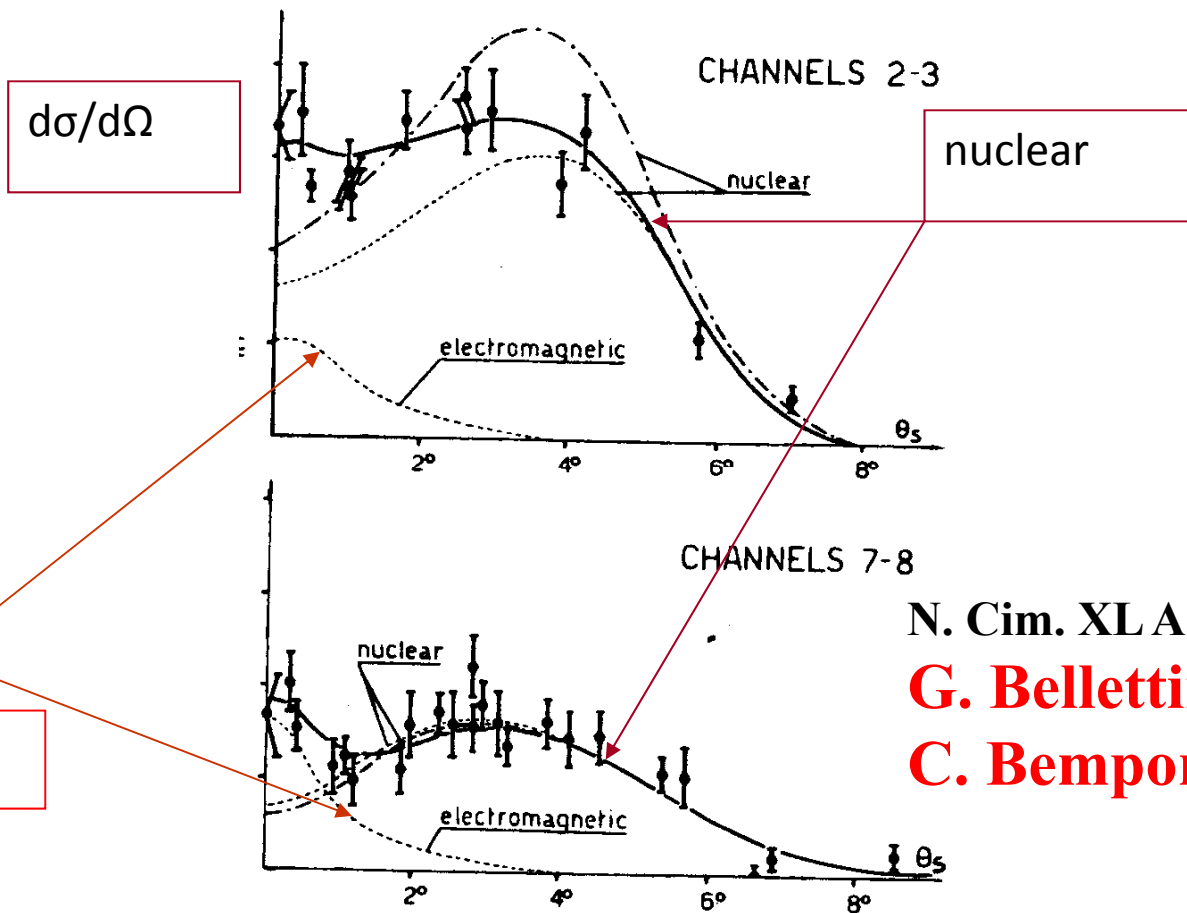 CHANNELS 2-3
dσ/dΩ
nuclear
nuclear
electromagnetic
θs
2° 4° 6° 8°
CHANNELS 7-8
N. Cim. XL A
nuclear
G. Belletti
C. Bempor
electromagnetic
θs
2° 4° 6° 8°